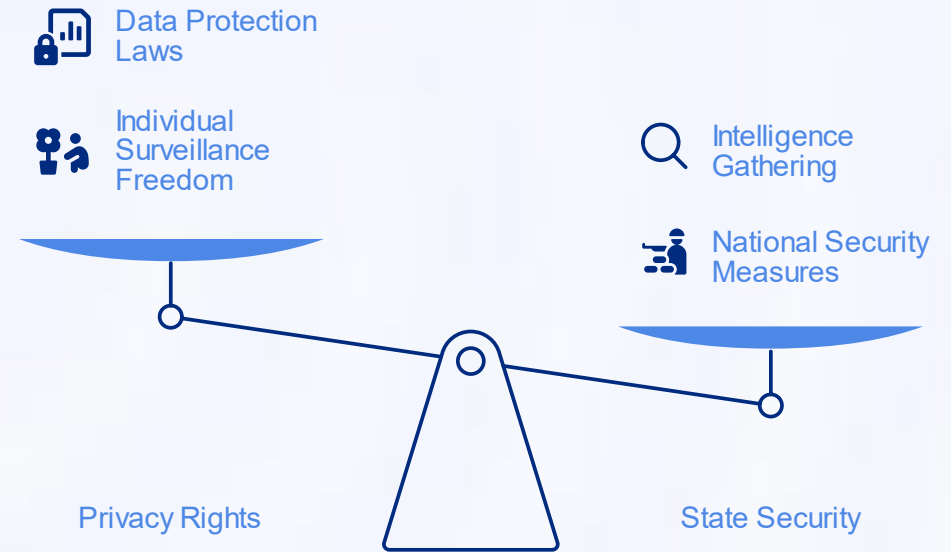 Data Protection
Laws
Individual
Surveillance
Freedom
Intelligence
Gathering
National Security
Measures
Privacy Rights
State Security